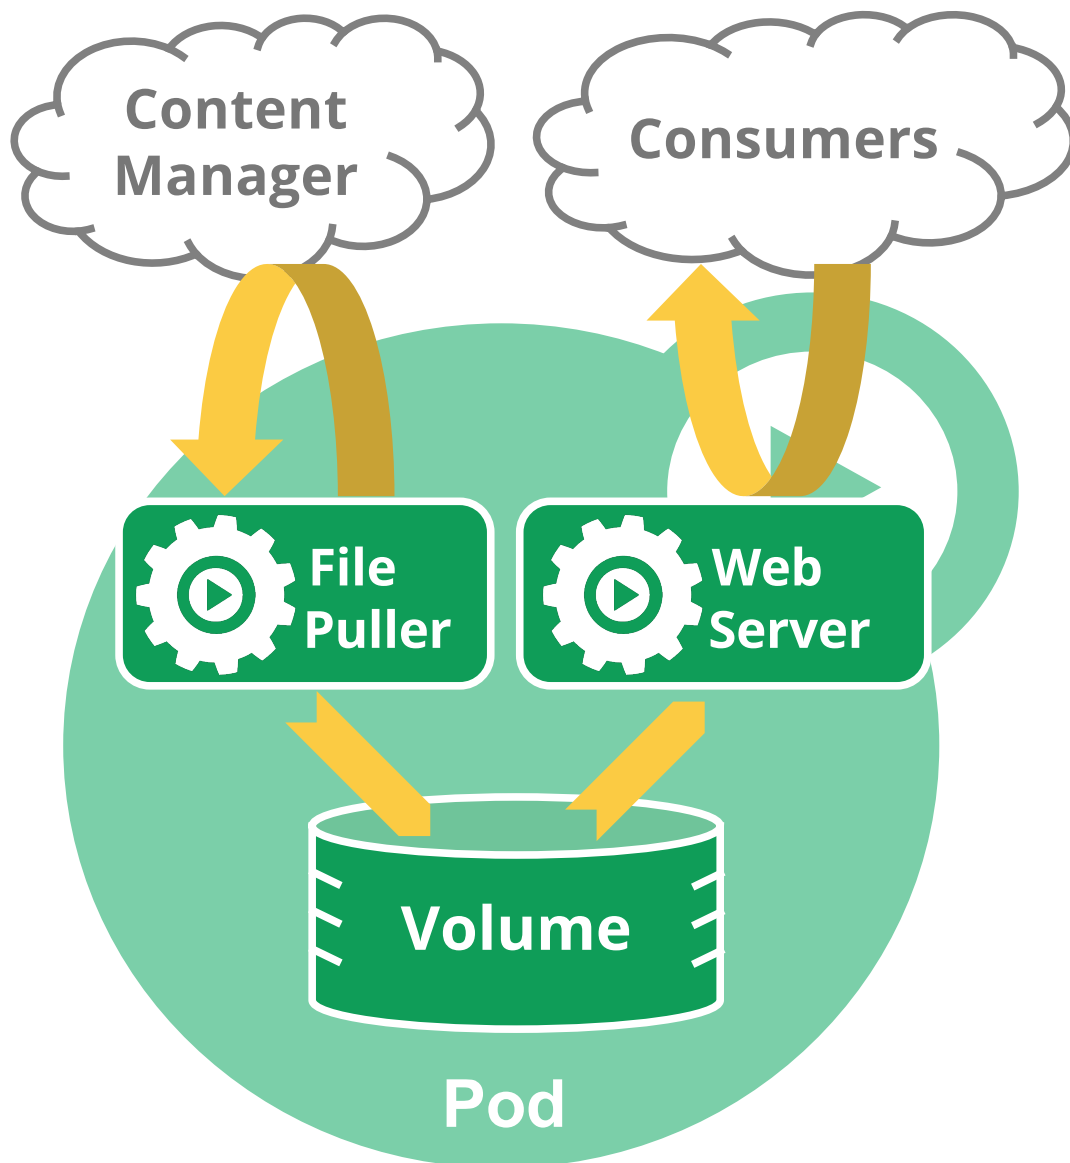 Content
Manager
Consumers
File
Puller
Web
Server
Volume
Pod